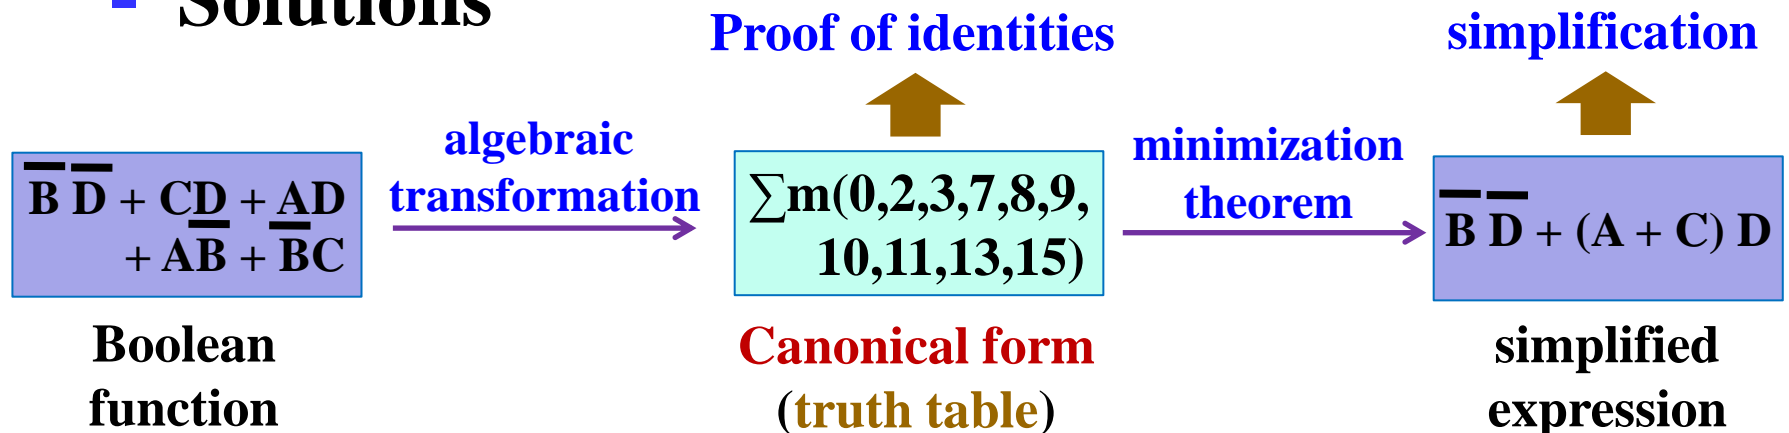 Solutions
Proof of identities
simplification
algebraic
transformation
minimization
theorem
B̅ D̅ + CD + AD
+ AB̅ + B̅C
∑m(0,2,3,7,8,9,
10,11,13,15)
B̅ D̅ + (A + C) D
Boolean
function
Canonical form
(truth table)
simplified
expression